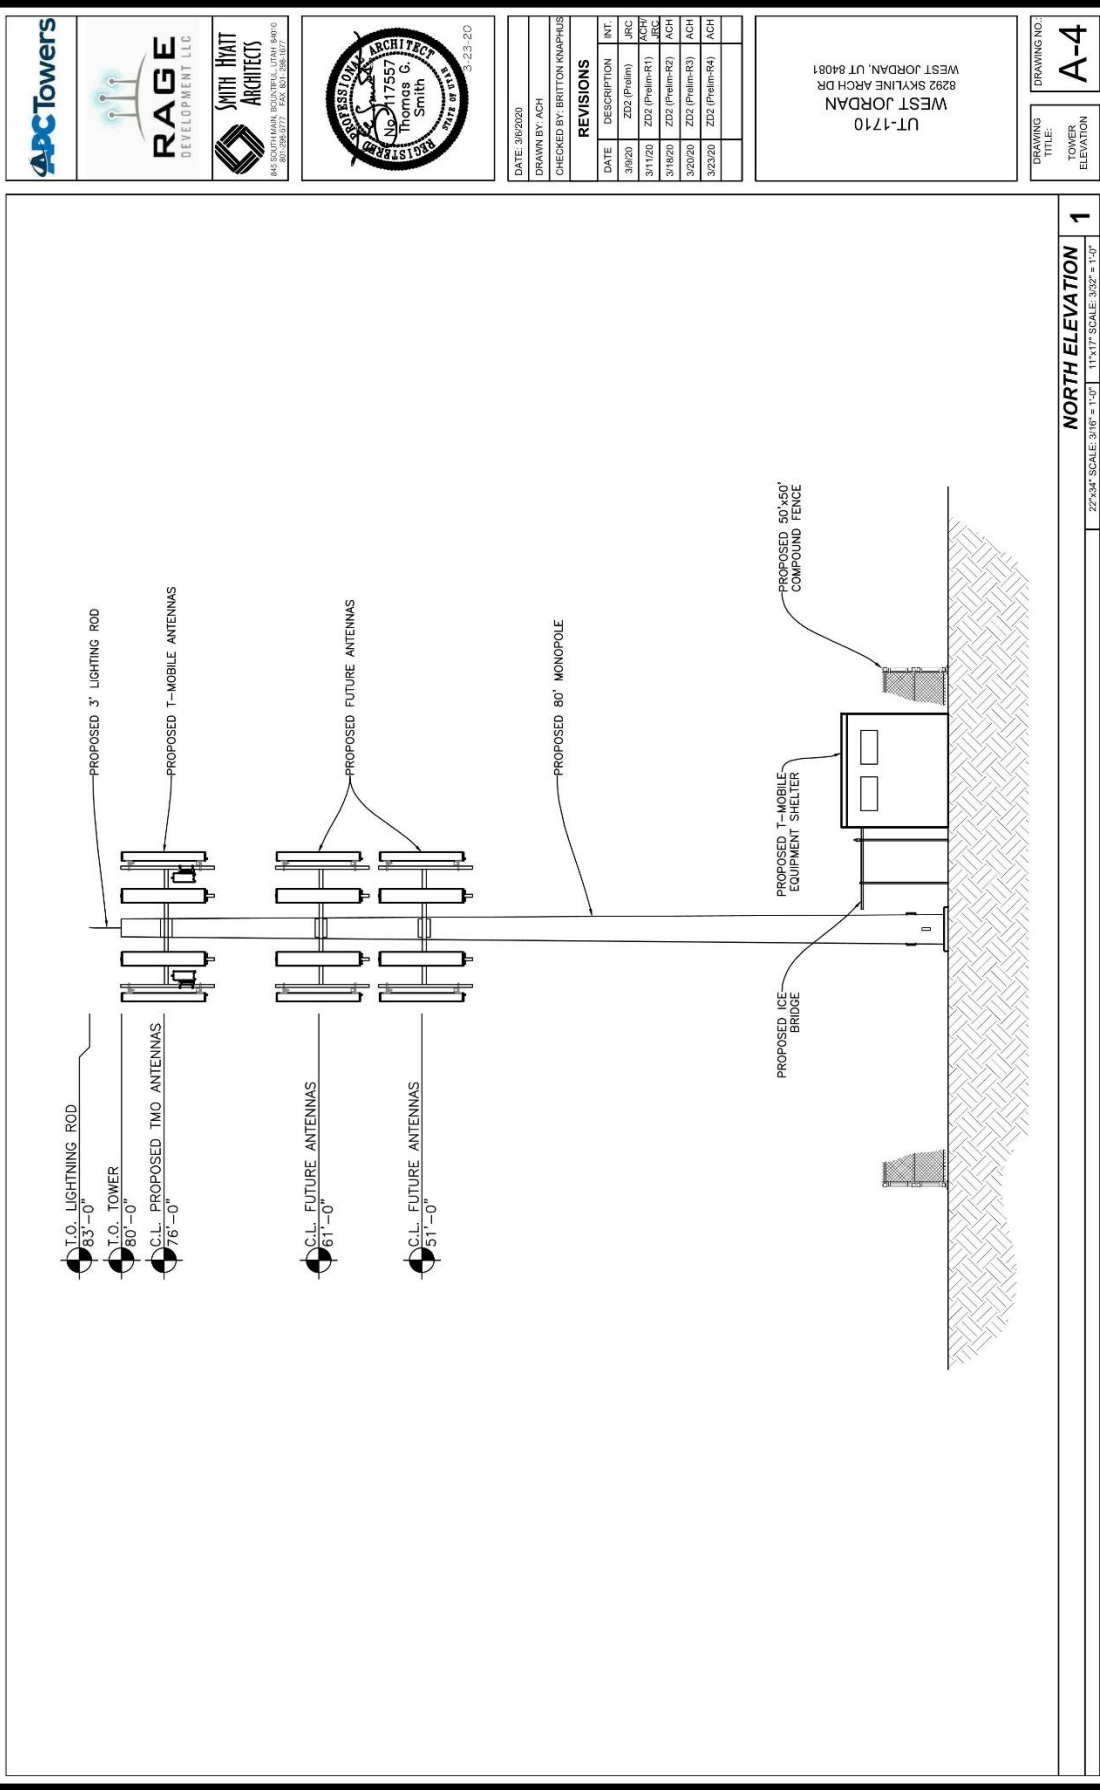 T.O. LIGHTNING ROD
83'-0"
T.O. TOWER
80'-0"
C.L. PROPOSED TMO ANTENNAS
76'-0"
C.L. FUTURE ANTENNAS
61'-0"
C.L. FUTURE ANTENNAS
51'-0"
PROPOSED 3' LIGHTING ROD
PROPOSED T-MOBILE ANTENNAS
PROPOSED FUTURE ANTENNAS
PROPOSED 80' MONOPOLE
PROPOSED ICE
BRIDGE
PROPOSED T-MOBILE
EQUIPMENT SHELTER
PROPOSED 50'x50'
COMPOUND FENCE
NORTH ELEVATION
1
22"x34" SCALE: 3/16" = 1'-0"
11"x17" SCALE: 3/32" = 1'-0"
APCTowers
RAGE
DEVELOPMENT LLC
SMITH HYATT
ARCHITECTS
845 SOUTH MAIN, BOUNTIFUL, UTAH 84010
801-298-5777 FAX 801-298-1677
REGISTERED PROFESSIONAL ARCHITECT
No. 117557
Thomas G.
Smith
STATE OF UTAH
3-23-20
DATE: 3/6/2020
DRAWN BY: ACH
CHECKED BY: BRITTON KNAPHUS
REVISIONS
DATE DESCRIPTION INT.
3/9/20 ZD2 (Prelim) JRC
3/11/20 ZD2 (Prelim-R1) ACH/JRC
3/18/20 ZD2 (Prelim-R2) ACH
3/20/20 ZD2 (Prelim-R3) ACH
3/23/20 ZD2 (Prelim-R4) ACH
UT-1710
WEST JORDAN
8292 SKYLINE ARCH DR
WEST JORDAN, UT 84081
DRAWING
TITLE:
TOWER
ELEVATION
DRAWING NO.:
A-4